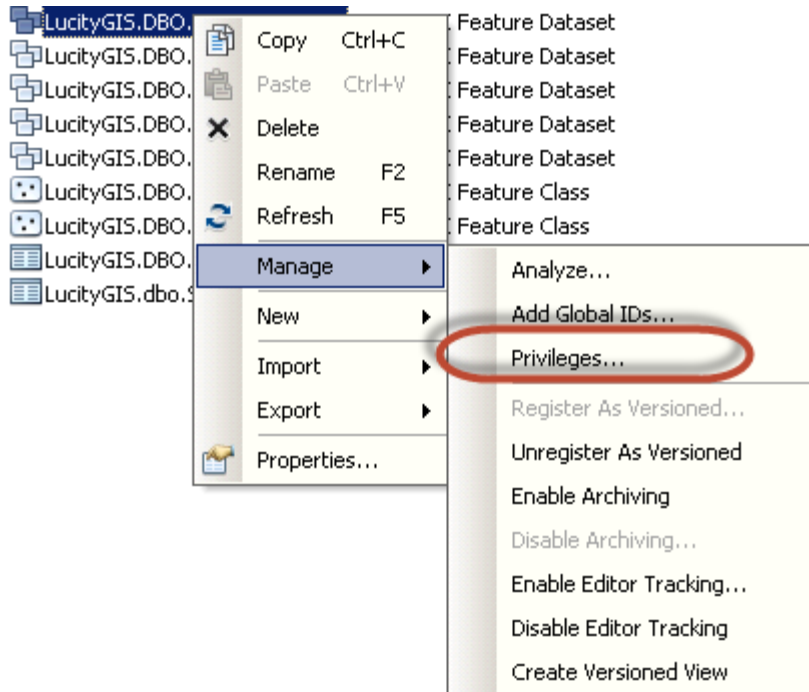 LucityGIS.DBO. Feature Dataset
LucityGIS.DBO. Feature Dataset
LucityGIS.DBO. Feature Dataset
LucityGIS.DBO. Feature Dataset
LucityGIS.DBO. Feature Dataset
LucityGIS.DBO. Feature Class
LucityGIS.DBO. Feature Class
LucityGIS.DBO.
LucityGIS.dbo.
Copy Ctrl+C
Paste Ctrl+V
Delete
Rename F2
Refresh F5
Manage
New
Import
Export
Properties...
Analyze...
Add Global IDs...
Privileges...
Register As Versioned...
Unregister As Versioned
Enable Archiving
Disable Archiving...
Enable Editor Tracking...
Disable Editor Tracking
Create Versioned View